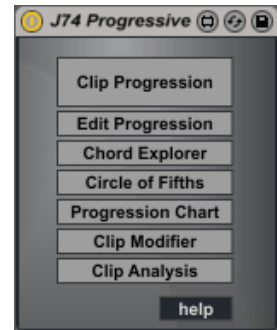 J74 Progressive
Clip Progression
Edit Progression
Chord Explorer
Circle of Fifths
Progression Chart
Clip Modifier
Clip Analysis
help